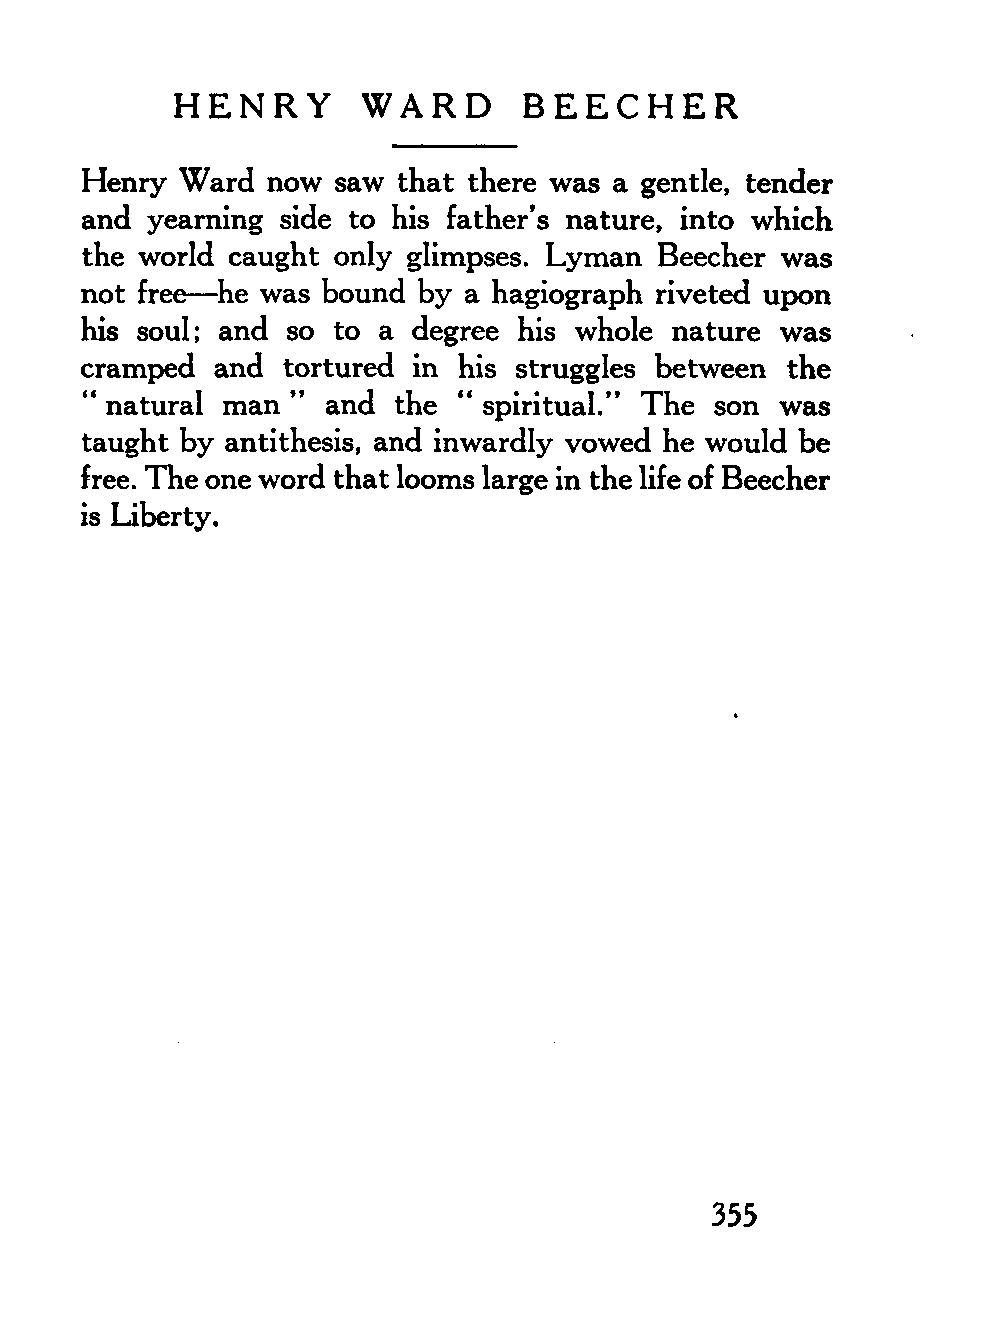 HENRY WARD BEECHER
Henry Ward now saw that there was a gentle, tender
and yearning side to his father's nature, into which
the world caught only glimpses. Lyman Beecher was
not free—he was bound by a hagiograph riveted upon
his soul; and so to a degree his whole nature was
cramped and tortured in his struggles between the
“ natural man ” and the “ spiritual.” The son was
taught by antithesis, and inwardly vowed he would be
free. The one word that looms large in the life of Beecher
is Liberty.
355